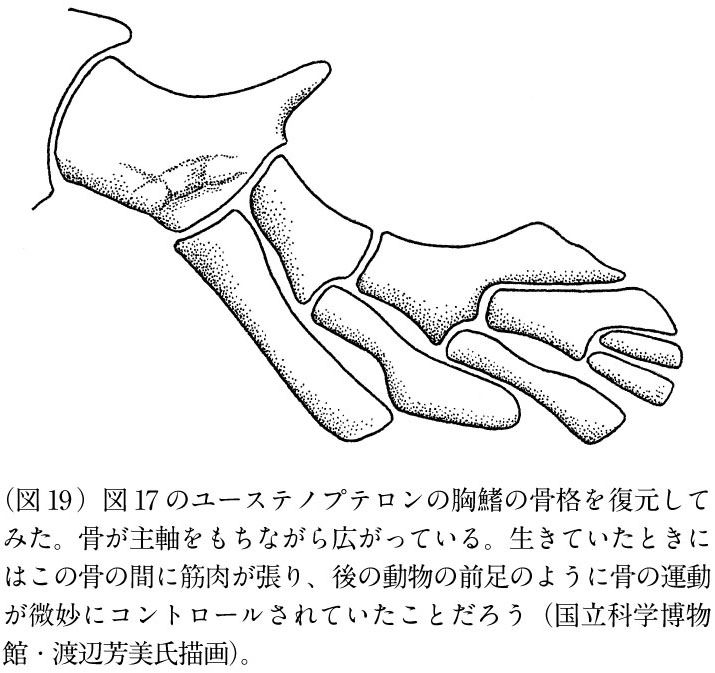 (図19) 図17のユーステノプテロンの胸鰭の骨格を復元して
みた。骨が主軸をもちながら広がっている。生きていたときに
はこの骨の間に筋肉が張り、後の動物の前足のように骨の運動
が微妙にコントロールされていたことだろう（国立科学博物
館・渡辺芳美氏描画）。